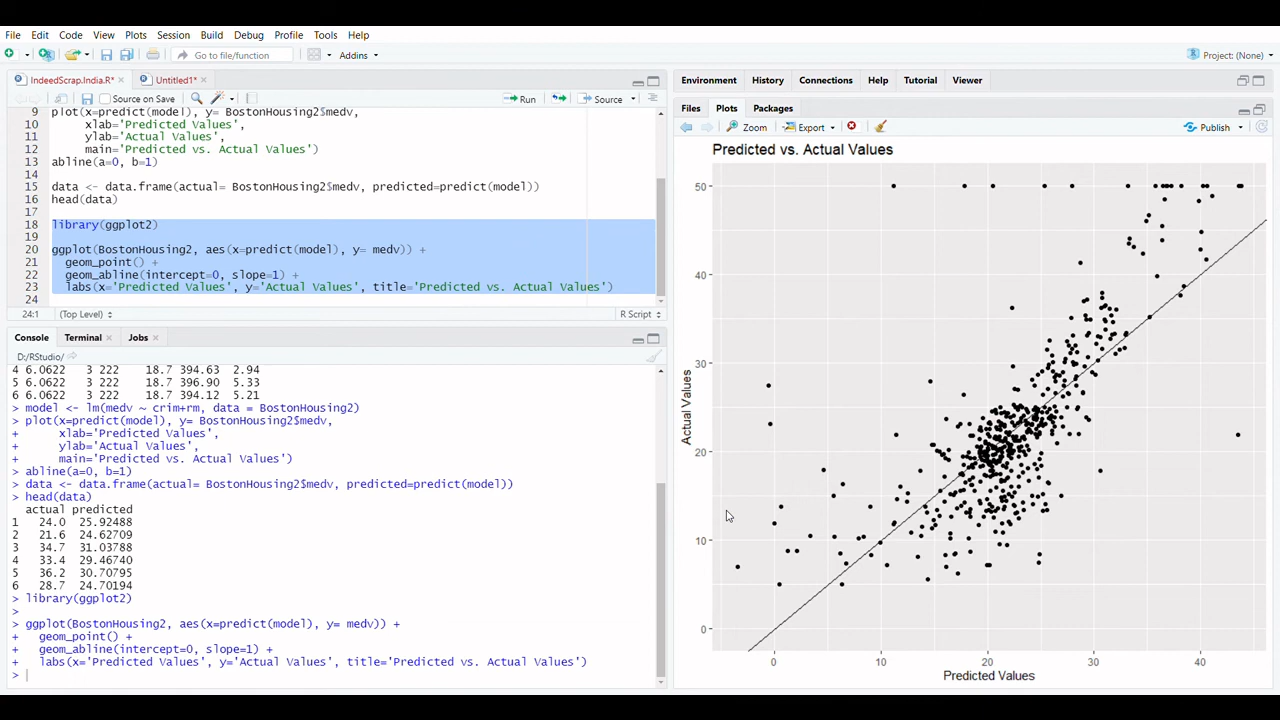 File Edit Code View Plots Session Build Debug Profile Tools Help
Go to file/function Addins Project: (None)
IndeedScrap.India.R* Untitled1*
Source on Save Run Source
9 plot(x=predict(model), y= BostonHousing2$medv,
10 xlab='Predicted Values',
11 ylab='Actual Values',
12 main='Predicted vs. Actual Values')
13 abline(a=0, b=1)
14
15 data <- data.frame(actual= BostonHousing2$medv, predicted=predict(model))
16 head(data)
17
18 library(ggplot2)
19
20 ggplot(BostonHousing2, aes(x=predict(model), y= medv)) +
21 geom_point() +
22 geom_abline(intercept=0, slope=1) +
23 labs(x='Predicted Values', y='Actual Values', title='Predicted vs. Actual Values')
24
24:1 (Top Level) R Script
Console Terminal Jobs
D:/RStudio/
4 6.0622 3 222 18.7 394.63 2.94
5 6.0622 3 222 18.7 396.90 5.33
6 6.0622 3 222 18.7 394.12 5.21
> model <- lm(medv ~ crim+rm, data = BostonHousing2)
> plot(x=predict(model), y= BostonHousing2$medv,
+ xlab='Predicted Values',
+ ylab='Actual Values',
+ main='Predicted vs. Actual Values')
> abline(a=0, b=1)
> data <- data.frame(actual= BostonHousing2$medv, predicted=predict(model))
> head(data)
actual predicted
1 24.0 25.92488
2 21.6 24.62709
3 34.7 31.03788
4 33.4 29.46740
5 36.2 30.70795
6 28.7 24.70194
> library(ggplot2)
>
> ggplot(BostonHousing2, aes(x=predict(model), y= medv)) +
+ geom_point() +
+ geom_abline(intercept=0, slope=1) +
+ labs(x='Predicted Values', y='Actual Values', title='Predicted vs. Actual Values')
>
Environment History Connections Help Tutorial Viewer
Files Plots Packages
Zoom Export Publish
Predicted vs. Actual Values
50
40
30
20
10
0
Actual Values
0 10 20 30 40
Predicted Values